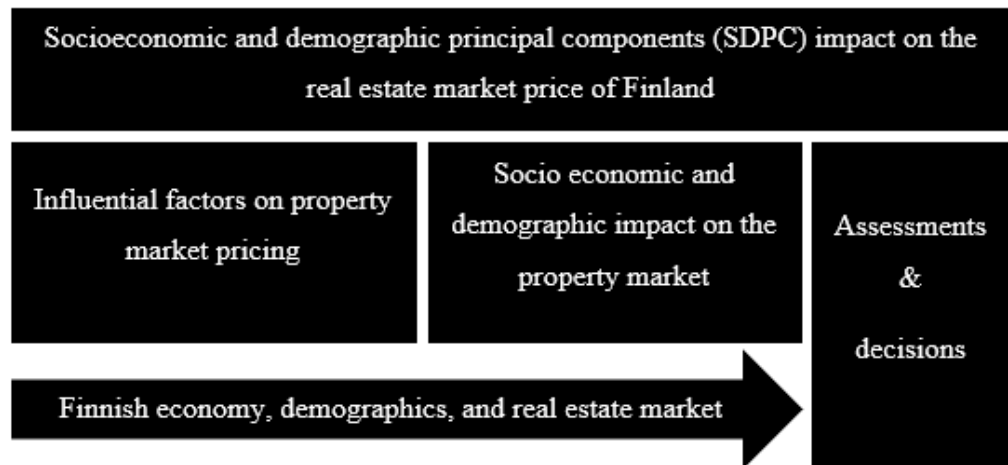 Socioeconomic and demographic principal components (SDPC) impact on the
real estate market price of Finland
Influential factors on property
market pricing
Socio economic and
demographic impact on the
property market
Assessments
&
decisions
Finnish economy, demographics, and real estate market